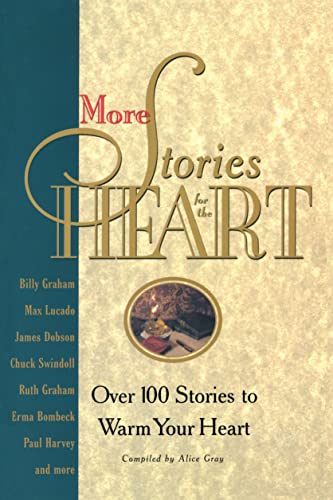 More
Stories
for the
HEART
Billy Graham
Max Lucado
James Dobson
Chuck Swindoll
Ruth Graham
Erma Bombeck
Paul Harvey
and more
Over 100 Stories to
Warm Your Heart
Compiled by Alice Gray